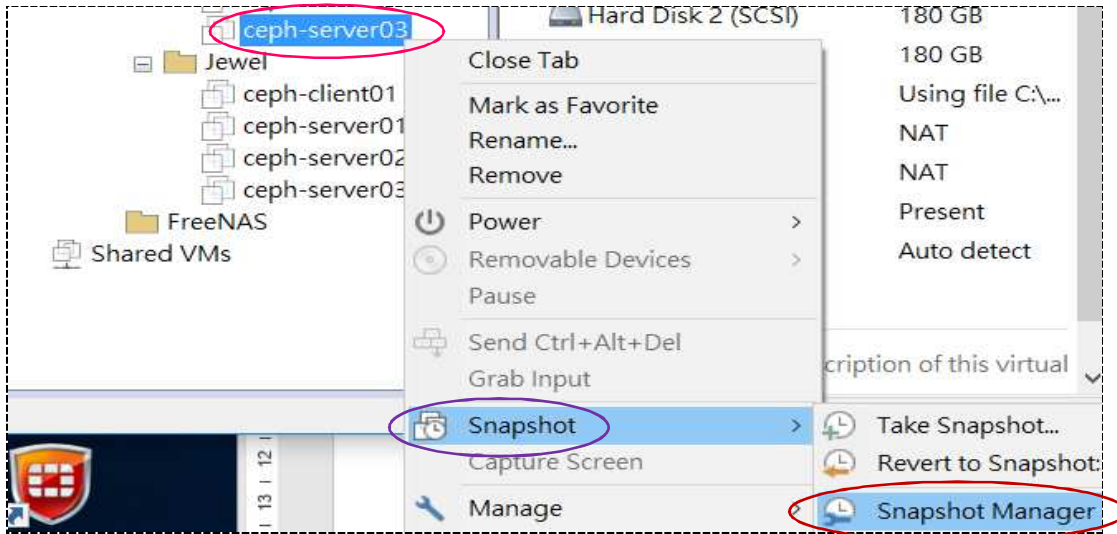 ceph-server03
Jewel
ceph-client01
ceph-server01
ceph-server02
ceph-server03
FreeNAS
Shared VMs
Hard Disk 2 (SCSI) 180 GB
180 GB
Using file C:\...
NAT
NAT
Present
Auto detect
cription of this virtual
Close Tab
Mark as Favorite
Rename...
Remove
Power
Removable Devices
Pause
Send Ctrl+Alt+Del
Grab Input
Snapshot
Capture Screen
Manage
Take Snapshot...
Revert to Snapshot:
Snapshot Manager
12
13